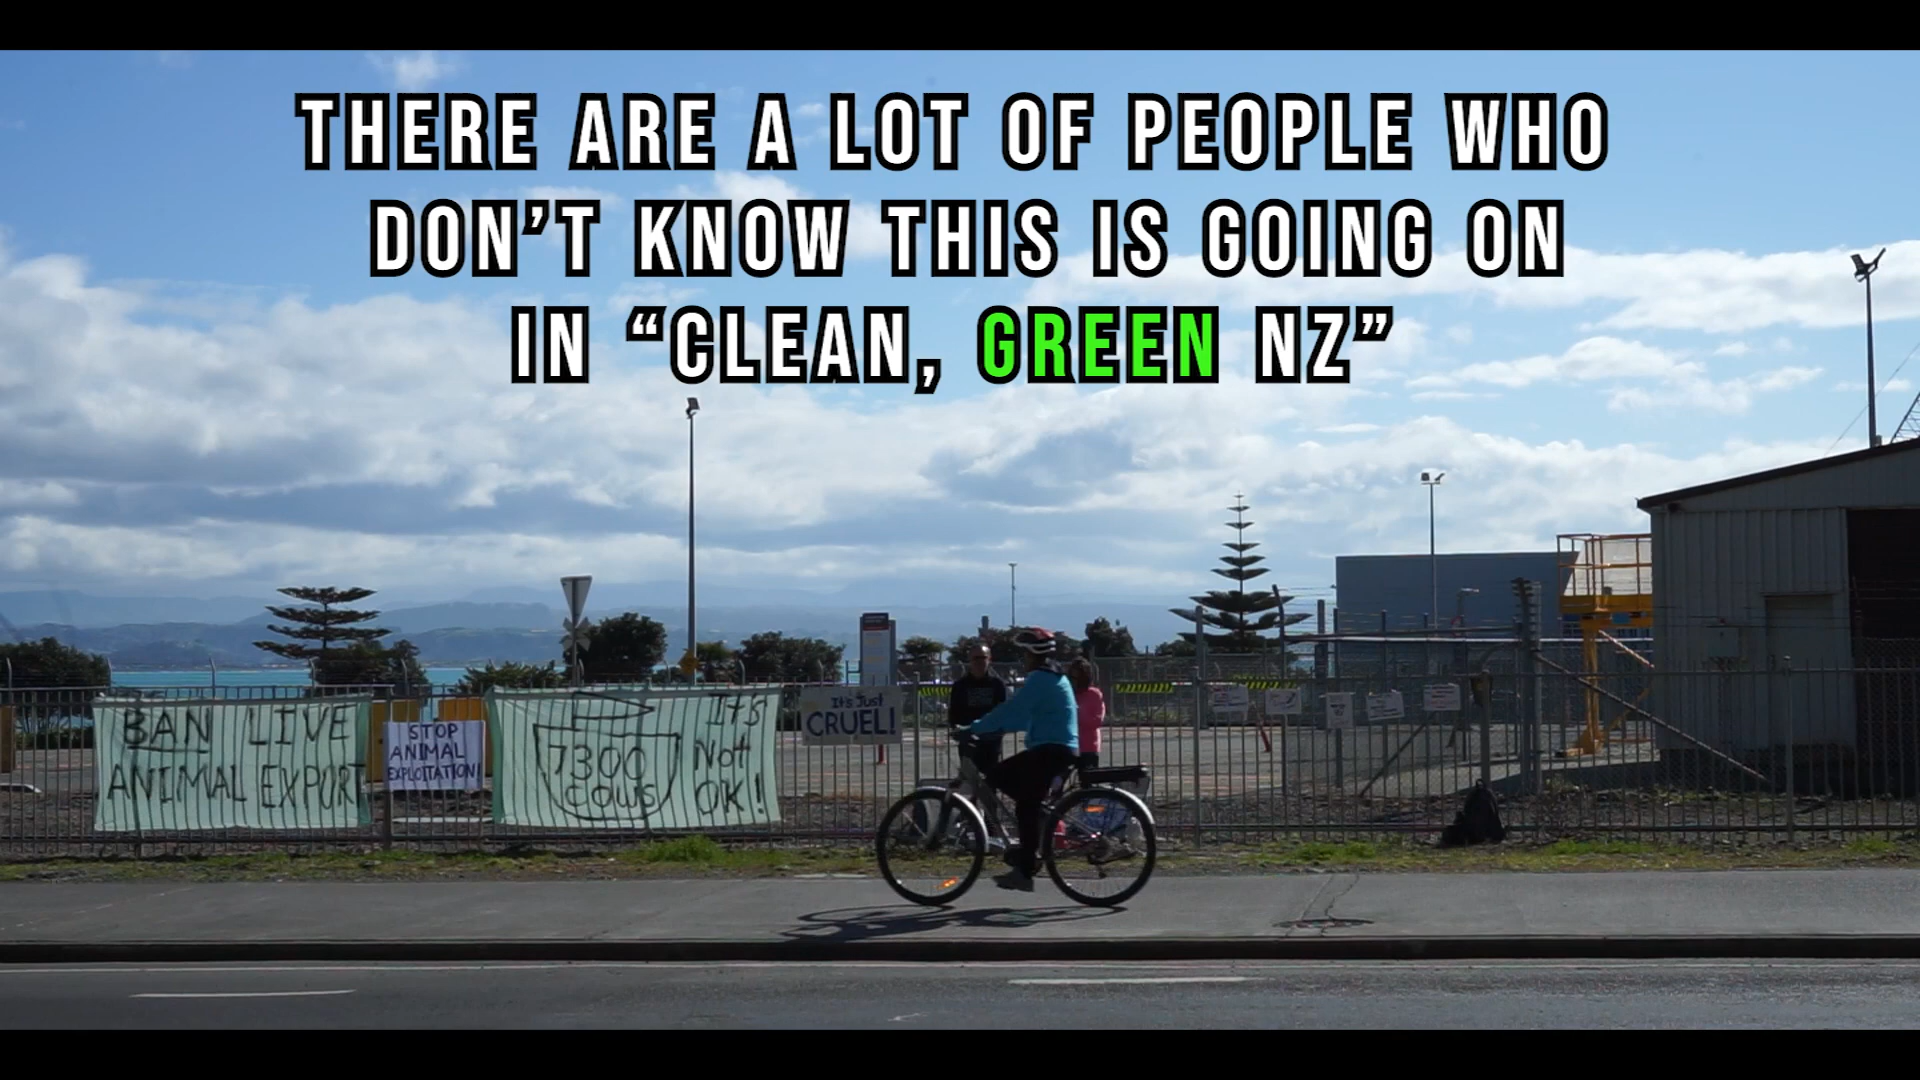 THERE ARE A LOT OF PEOPLE WHO
DON'T KNOW THIS IS GOING ON
IN “CLEAN, GREEN NZ”
BAN LIVE
ANIMAL EXPORT
STOP
ANIMAL
EXPLOITATION!
7300
COWS
It's
Not
OK!
It's Just
CRUEL!